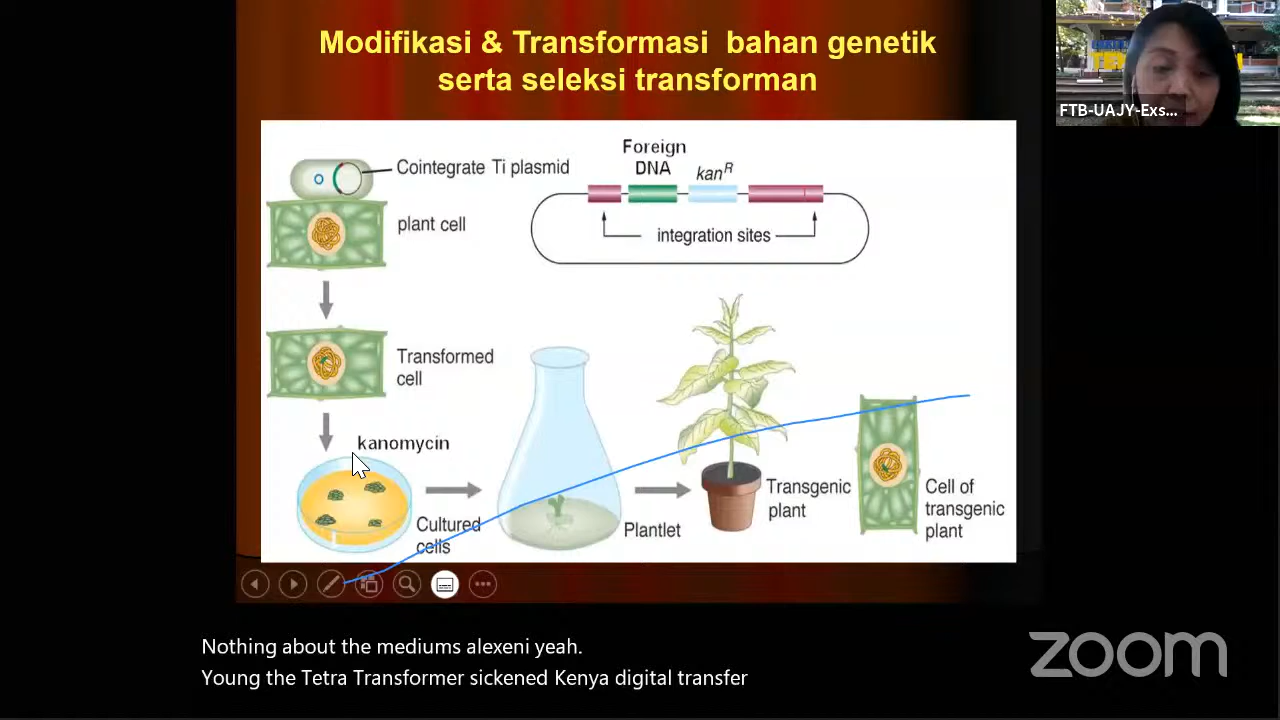 Modifikasi & Transformasi bahan genetik
serta seleksi transforman
FTB-UAJY-Exs...
Cointegrate Ti plasmid
Foreign
DNA
kanR
plant cell
integration sites
Transformed
cell
kanomycin
Cultured
cells
Plantlet
Transgenic
plant
Cell of
transgenic
plant
Nothing about the mediums alexeni yeah.
Young the Tetra Transformer sickened Kenya digital transfer
zoom